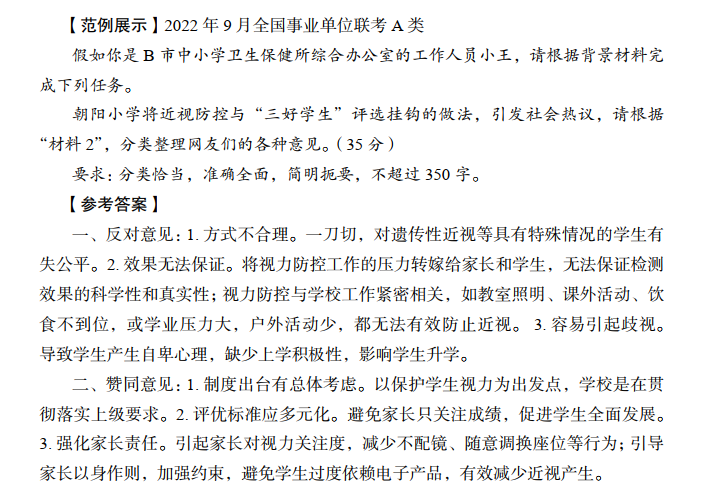 【范例展示】2022 年 9 月全国事业单位联考 A 类
假如你是 B 市中小学卫生保健所综合办公室的工作人员小王，请根据背景材料完
成下列任务。
朝阳小学将近视防控与“三好学生”评选挂钩的做法，引发社会热议，请根据
“材料 2”，分类整理网友们的各种意见。（35 分）
要求：分类恰当，准确全面，简明扼要，不超过 350 字。
【参考答案】
一、反对意见：1. 方式不合理。一刀切，对遗传性近视等具有特殊情况的学生有
失公平。2. 效果无法保证。将视力防控工作的压力转嫁给家长和学生，无法保证检测
效果的科学性和真实性；视力防控与学校工作紧密相关，如教室照明、课外活动、饮
食不到位，或学业压力大，户外活动少，都无法有效防止近视。 3. 容易引起歧视。
导致学生产生自卑心理，缺少上学积极性，影响学生升学。
二、赞同意见：1. 制度出台有总体考虑。以保护学生视力为出发点，学校是在贯
彻落实上级要求。2. 评优标准应多元化。避免家长只关注成绩，促进学生全面发展。
3. 强化家长责任。引起家长对视力关注度，减少不配镜、随意调换座位等行为；引导
家长以身作则，加强约束，避免学生过度依赖电子产品，有效减少近视产生。